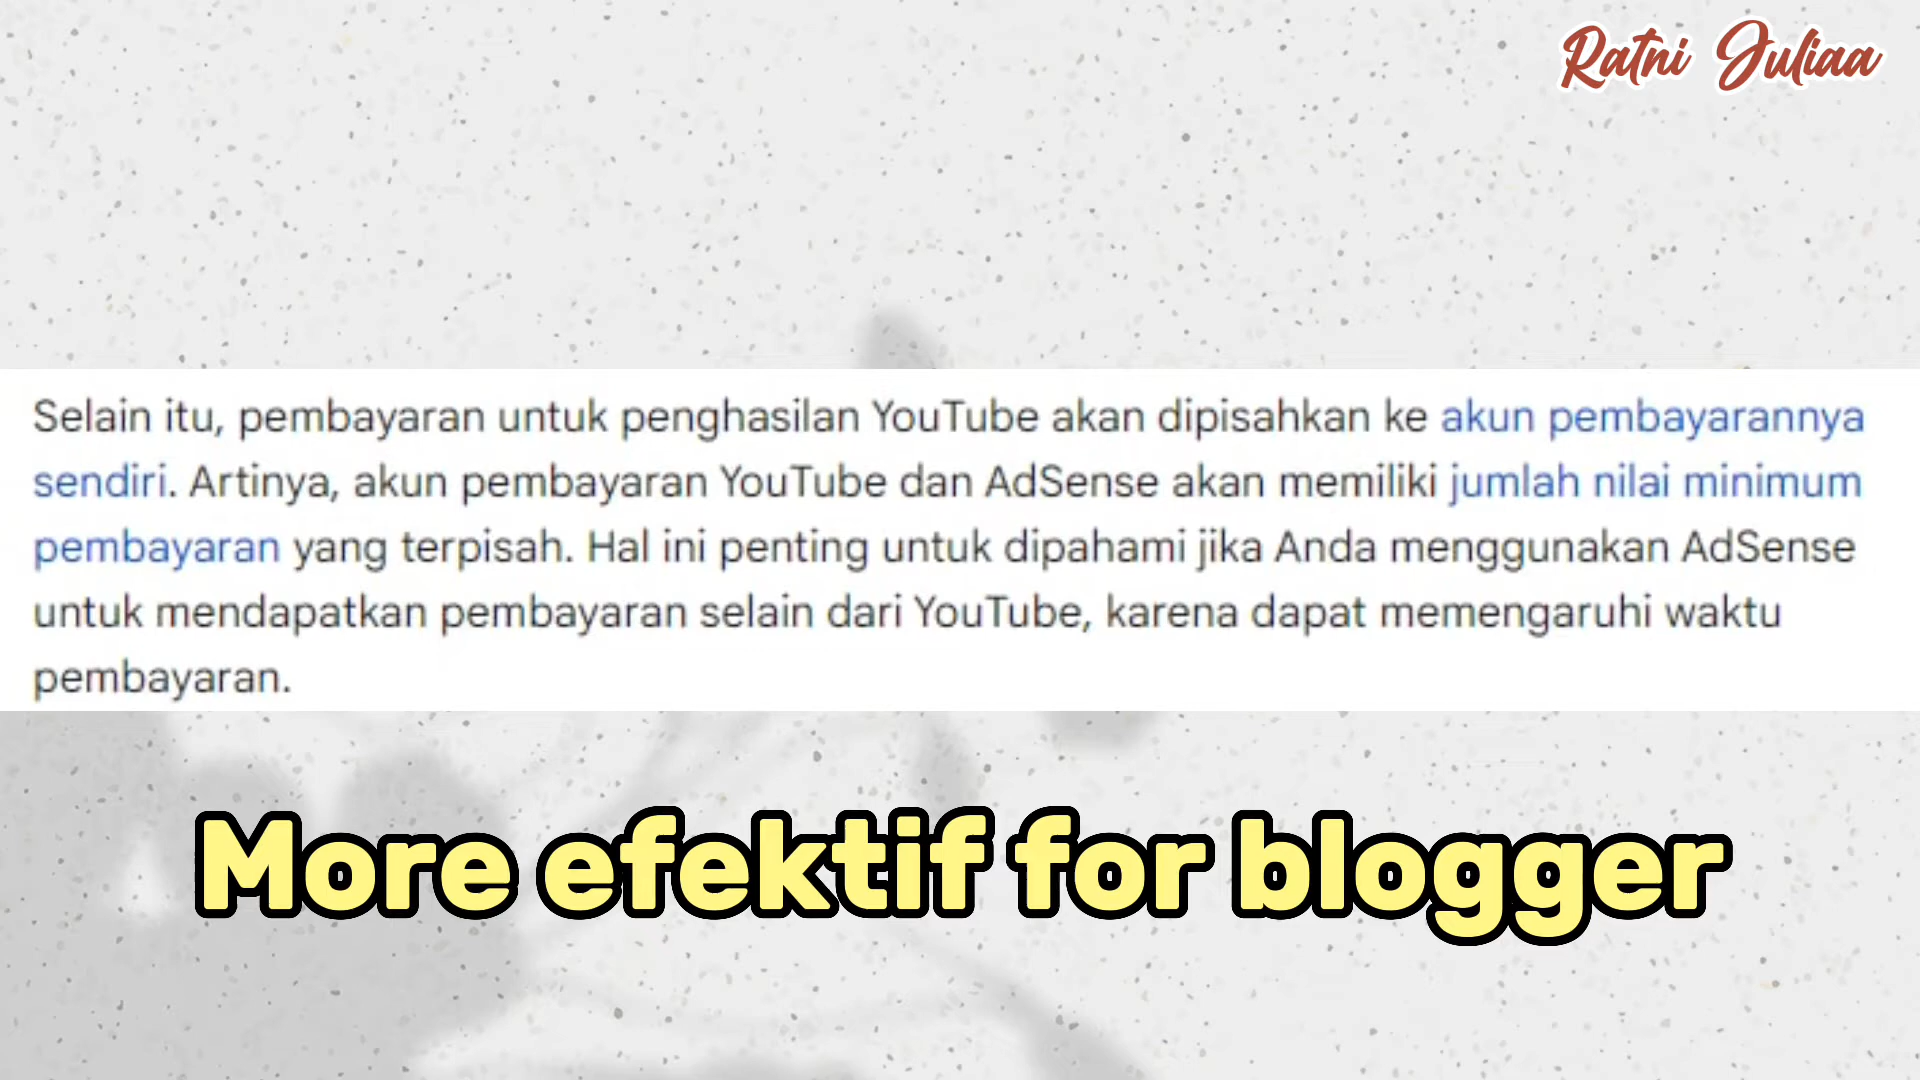 Ratni Juliaa
Selain itu, pembayaran untuk penghasilan YouTube akan dipisahkan ke akun pembayarannya
sendiri. Artinya, akun pembayaran YouTube dan AdSense akan memiliki jumlah nilai minimum
pembayaran yang terpisah. Hal ini penting untuk dipahami jika Anda menggunakan AdSense
untuk mendapatkan pembayaran selain dari YouTube, karena dapat memengaruhi waktu
pembayaran.
More efektif for blogger